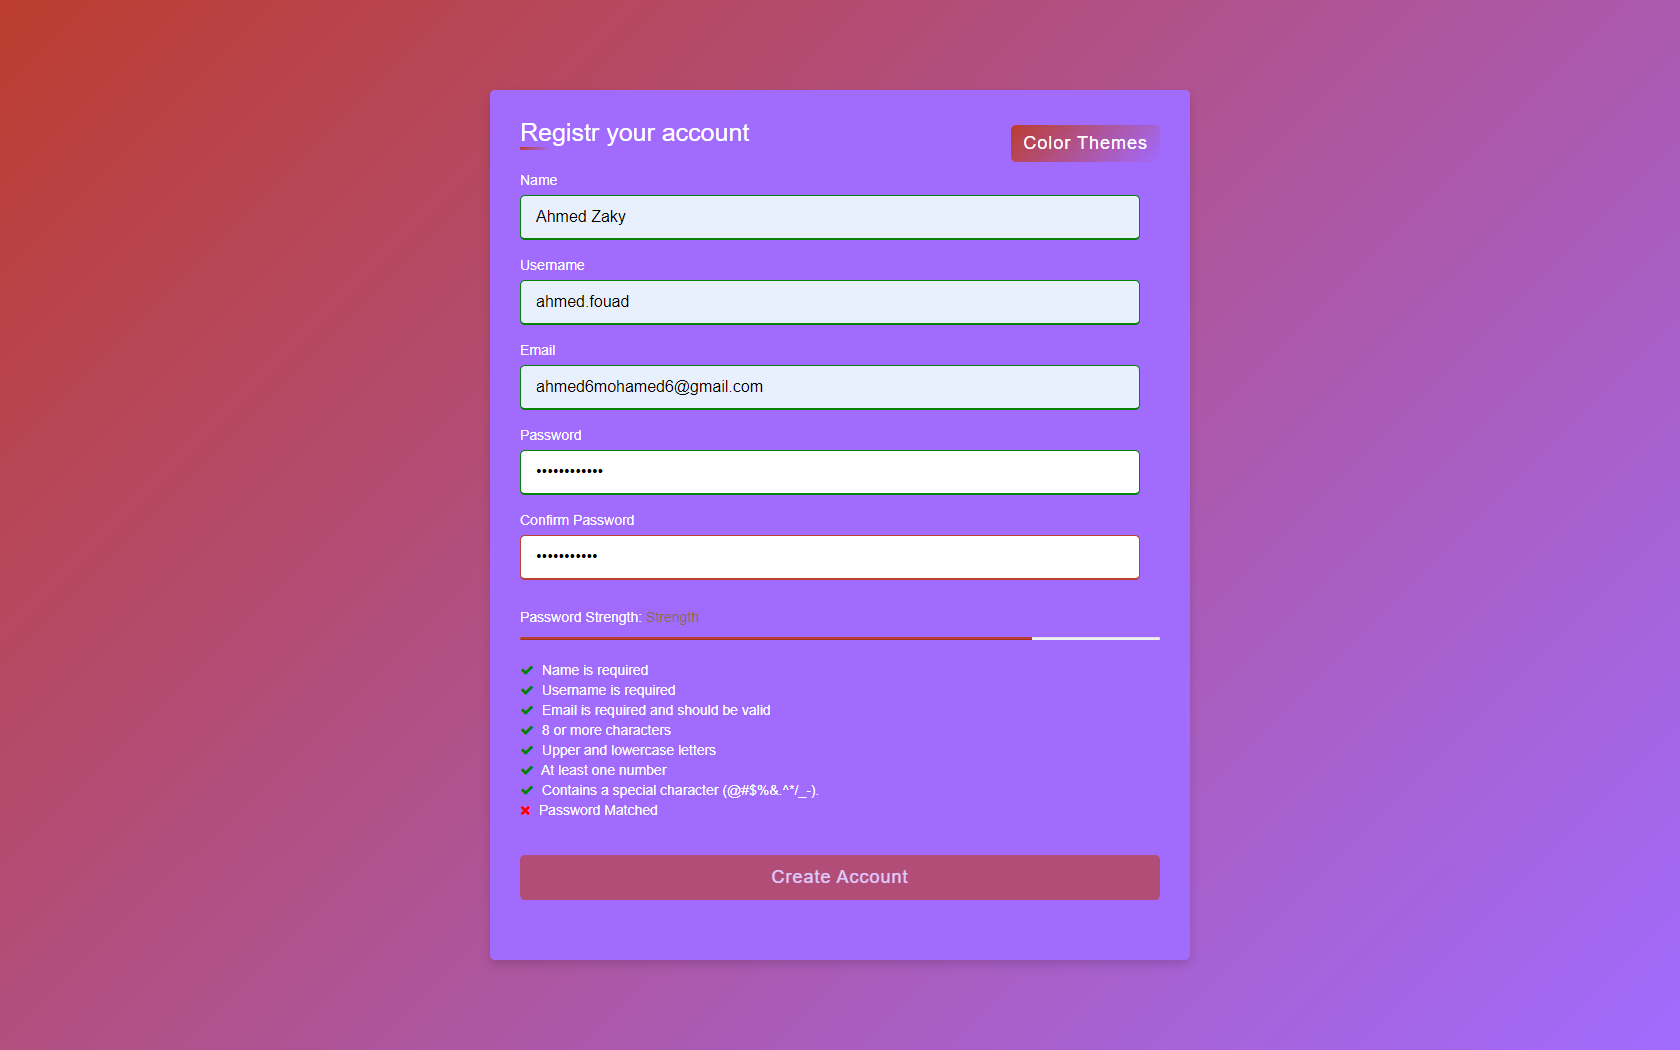 Registr your account
Color Themes
Name
Ahmed Zaky
Username
ahmed.fouad
Email
ahmed6mohamed6@gmail.com
Password
••••••••••••
Confirm Password
•••••••••••
Password Strength: Strength
Name is required
Username is required
Email is required and should be valid
8 or more characters
Upper and lowercase letters
At least one number
Contains a special character (@#$%&.^*/_-).
Password Matched
Create Account